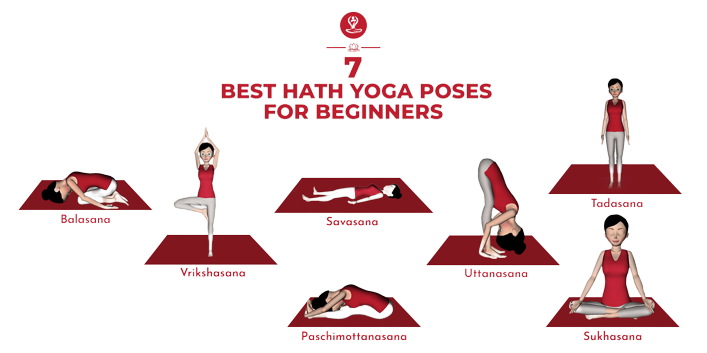 7
BEST HATH YOGA POSES
FOR BEGINNERS
Balasana
Vrikshasana
Savasana
Paschimottanasana
Uttanasana
Tadasana
Sukhasana